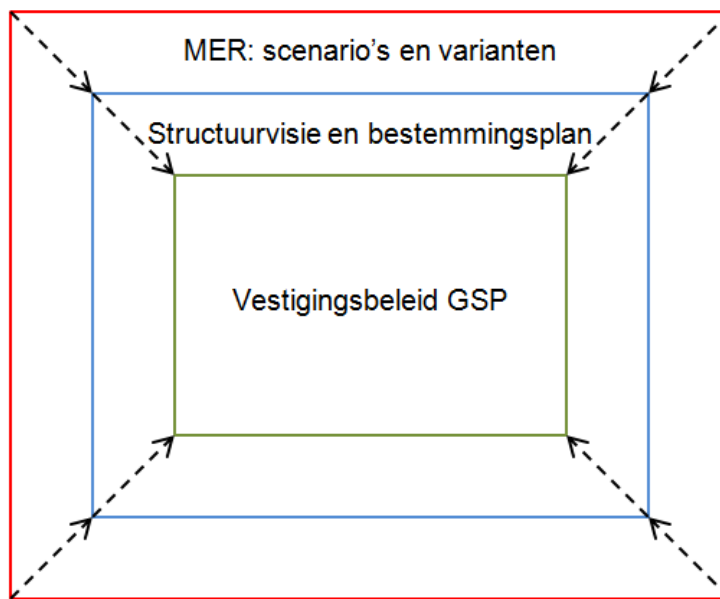 MER: scenario’s en varianten
Structuurvisie en bestemmingsplan
Vestigingsbeleid GSP